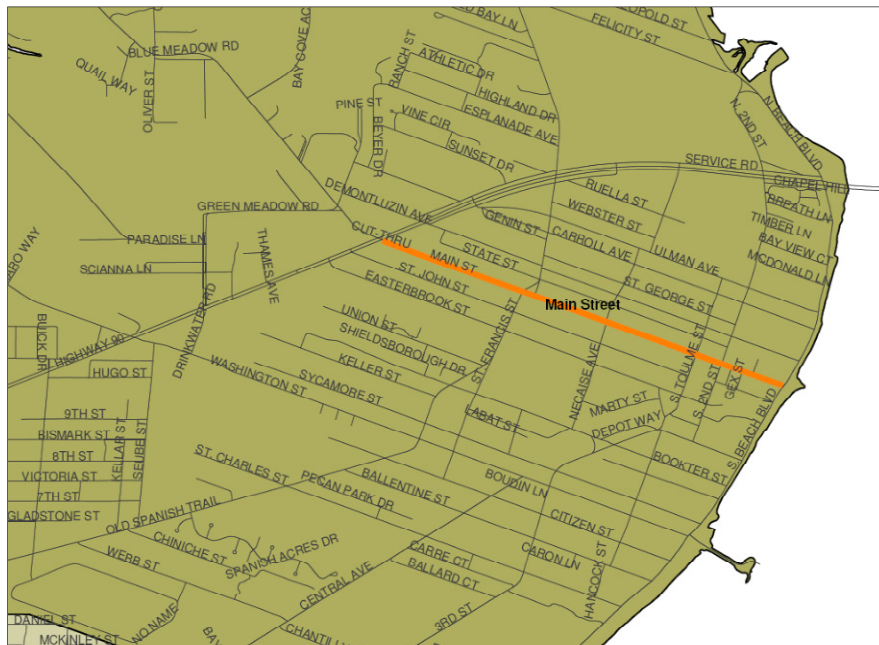 LEOPOLD ST
FELICITY ST
BLUE MEADOW RD
QUAIL WAY
OLIVER ST
BAY COVE AC
RANCH ST
ATHLETIC DR
HIGHLAND DR
ESPLANADE AVE
PINE ST
BEYER DR
VINE CIR
SUNSET DR
N. 2ND ST
N. BEACH BLVD
SERVICE RD
CHAPEL HILL
BREATH LN
TIMBER LN
BAY VIEW CT
MCDONALD LN
RUELLA ST
WEBSTER ST
DEMONTLUZIN AVE
GENIN ST
CARROLL AVE
ULMAN AVE
GREEN MEADOW RD
CUT-THRU
MAIN ST
STATE ST
ST. GEORGE ST
PARADISE LN
SCIANNA LN
THAMES AVE
ST. JOHN ST
EASTERBROOK ST
Main Street
DRINKWATER RD
UNION ST
SHIELDSBOROUGH DR
KELLER ST
ST. FRANCIS ST
NECAISE AVE
S. TOULME ST
S. 2ND ST
GEX ST
S. BEACH BLVD
ABO WAY
BUICK DR
HIGHWAY 90
HUGO ST
WASHINGTON ST
SYCAMORE ST
LABAT ST
MARTY ST
DEPOT WAY
BOOKTER ST
9TH ST
BISMARK ST
8TH ST
VICTORIA ST
7TH ST
GLADSTONE ST
KELLAR ST
SEUBE ST
ST. CHARLES ST
PECAN PARK DR
BALLENTINE ST
BOUDIN LN
CITIZEN ST
OLD SPANISH TRAIL
CHINICHE ST
WEBB ST
SPANISH ACRES DR
CENTRAL AVE
CARRE CT
BALLARD CT
CARON LN
HANCOCK ST
3RD ST
DANIEL ST
MCKINLEY ST
NO NAME
BAY
CHANTILL